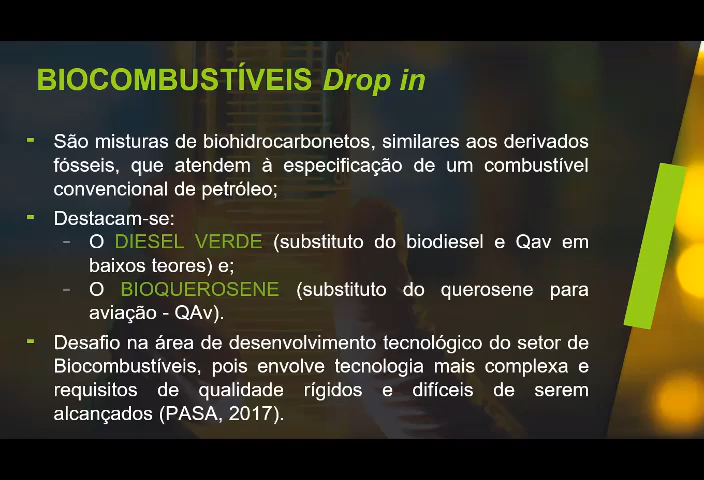 BIOCOMBUSTÍVEIS Drop in
- São misturas de biohidrocarbonetos, similares aos derivados
fósseis, que atendem à especificação de um combustível
convencional de petróleo;
- Destacam-se:
- O DIESEL VERDE (substituto do biodiesel e Qav em
baixos teores) e;
- O BIOQUEROSENE (substituto do querosene para
aviação - QAv).
- Desafio na área de desenvolvimento tecnológico do setor de
Biocombustíveis, pois envolve tecnologia mais complexa e
requisitos de qualidade rígidos e difíceis de serem
alcançados (PASA, 2017).